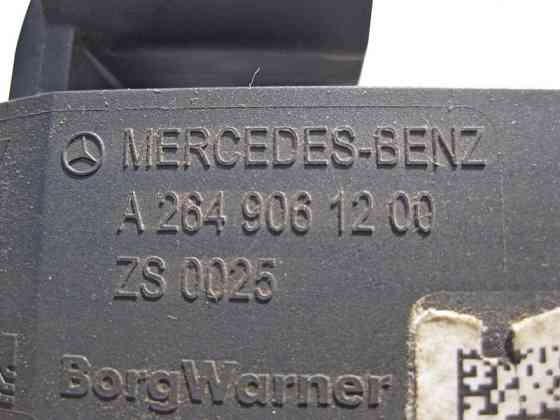 MERCEDES-BENZ
A 264 906 12 00
ZS 0025
BorgWarner